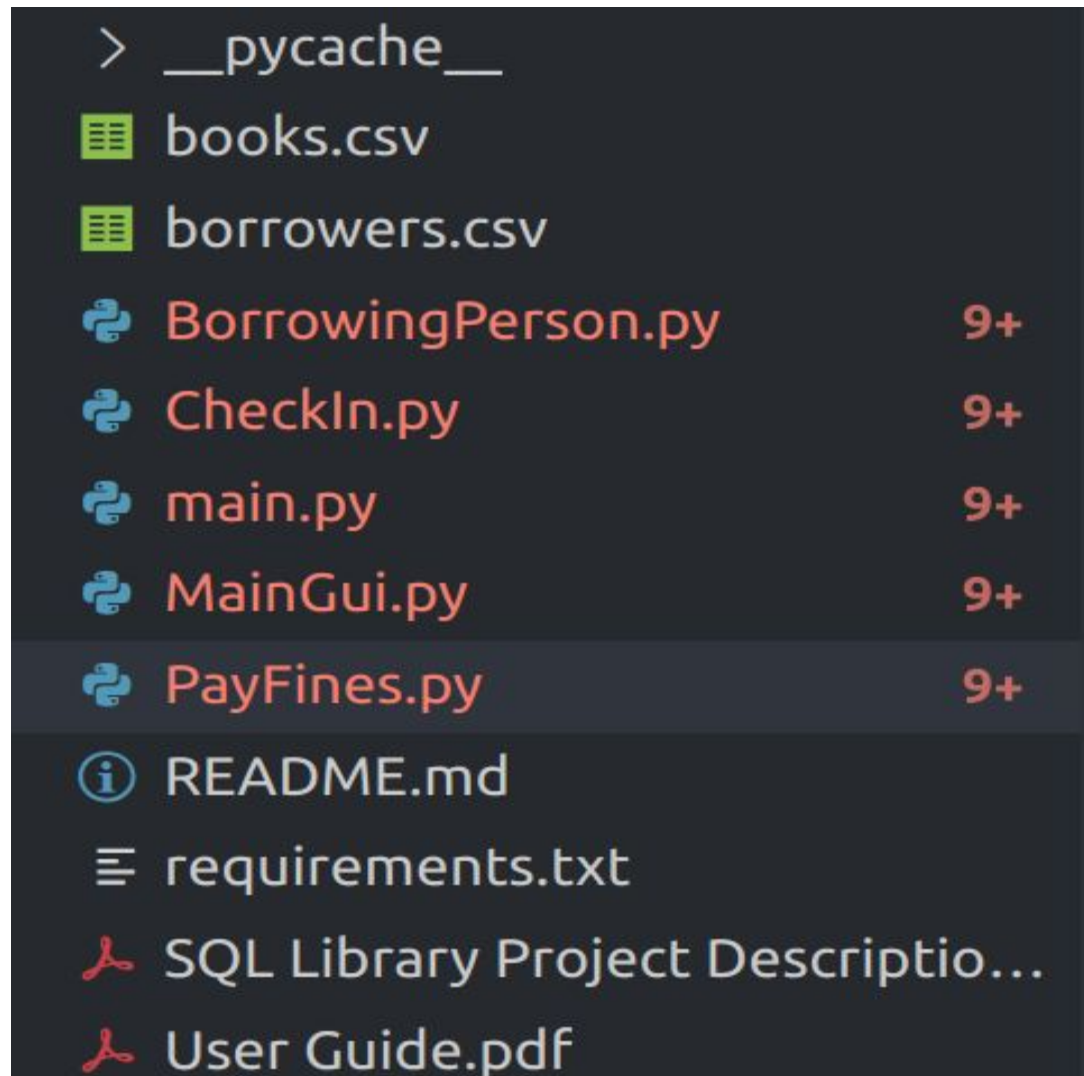 __pycache__
books.csv
borrowers.csv
BorrowingPerson.py 9+
CheckIn.py 9+
main.py 9+
MainGui.py 9+
PayFines.py 9+
README.md
requirements.txt
SQL Library Project Descriptio...
User Guide.pdf